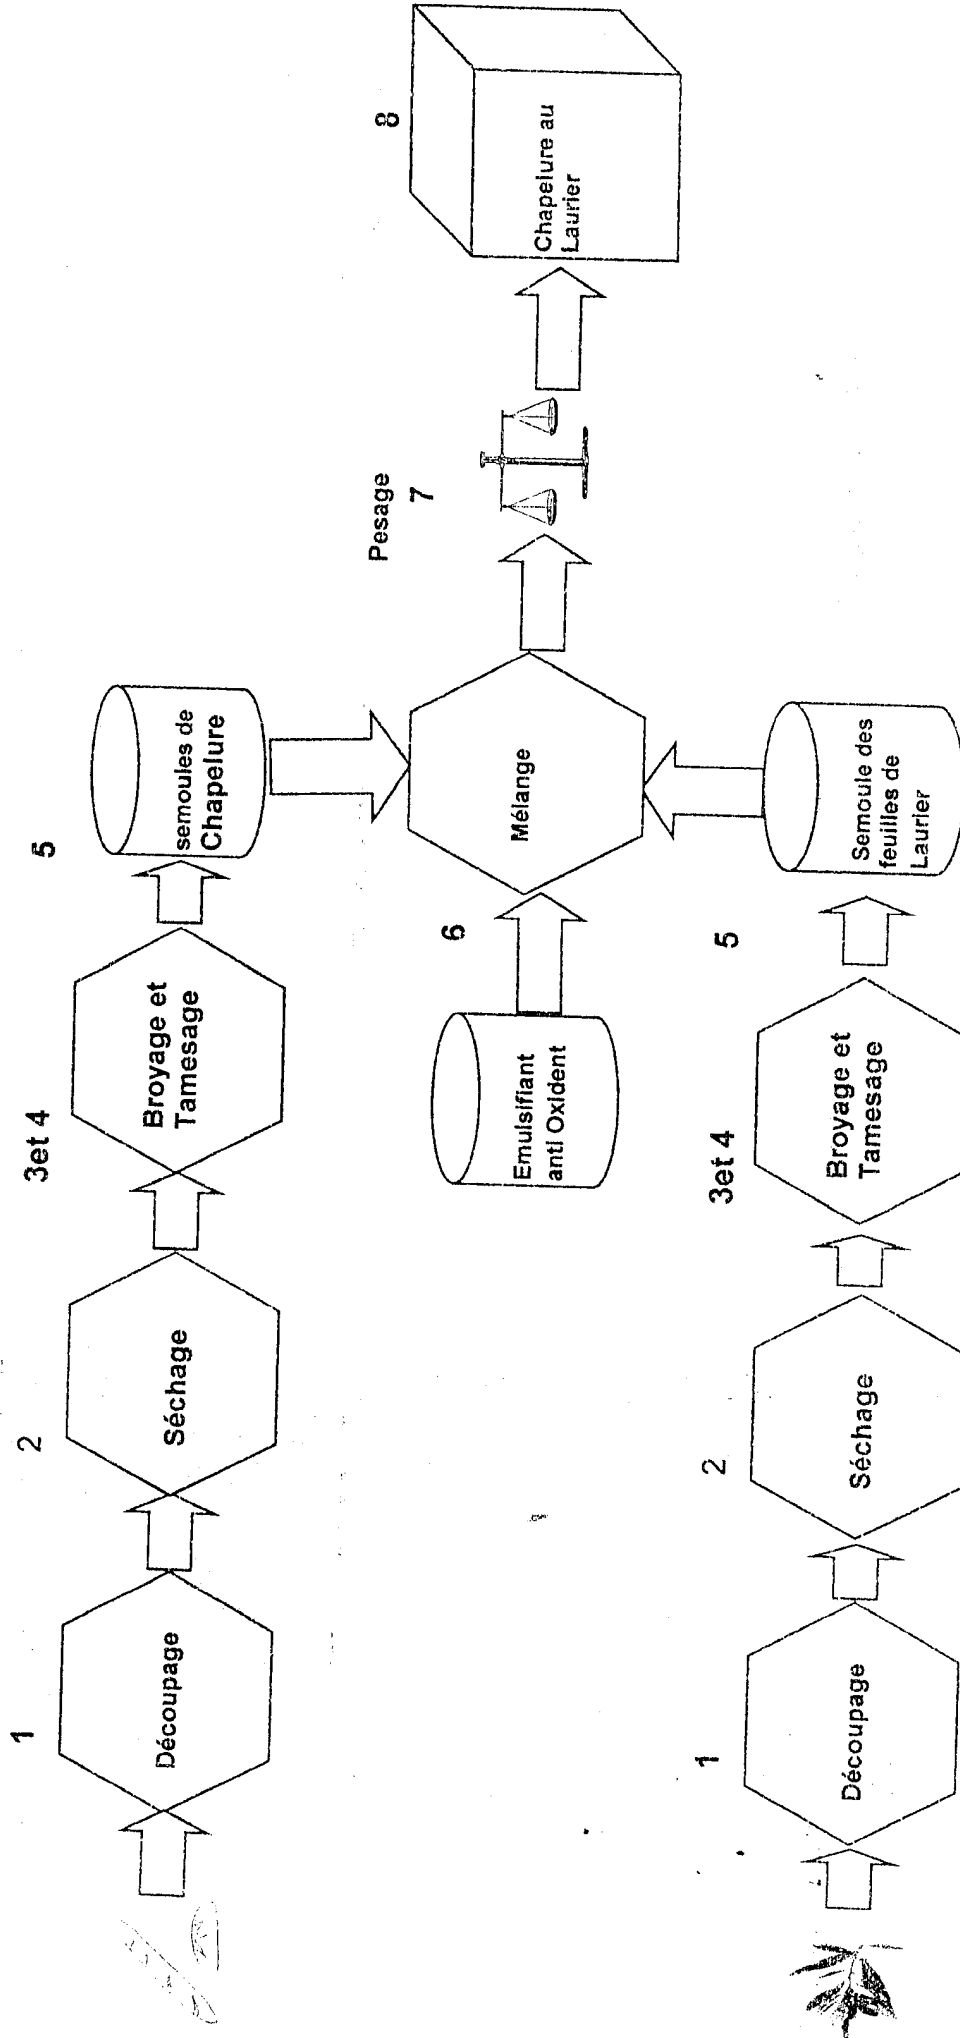 1
2
3et 4
5
Découpage
Séchage
Broyage et
Tamesage
semoules de
Chapelure
Pesage
7
8
6
Emulsifiant
anti Oxident
Mélange
Chapelure au
Laurier
1
2
3et 4
5
Découpage
Séchage
Broyage et
Tamesage
Semoule des
feuilles de
Laurier